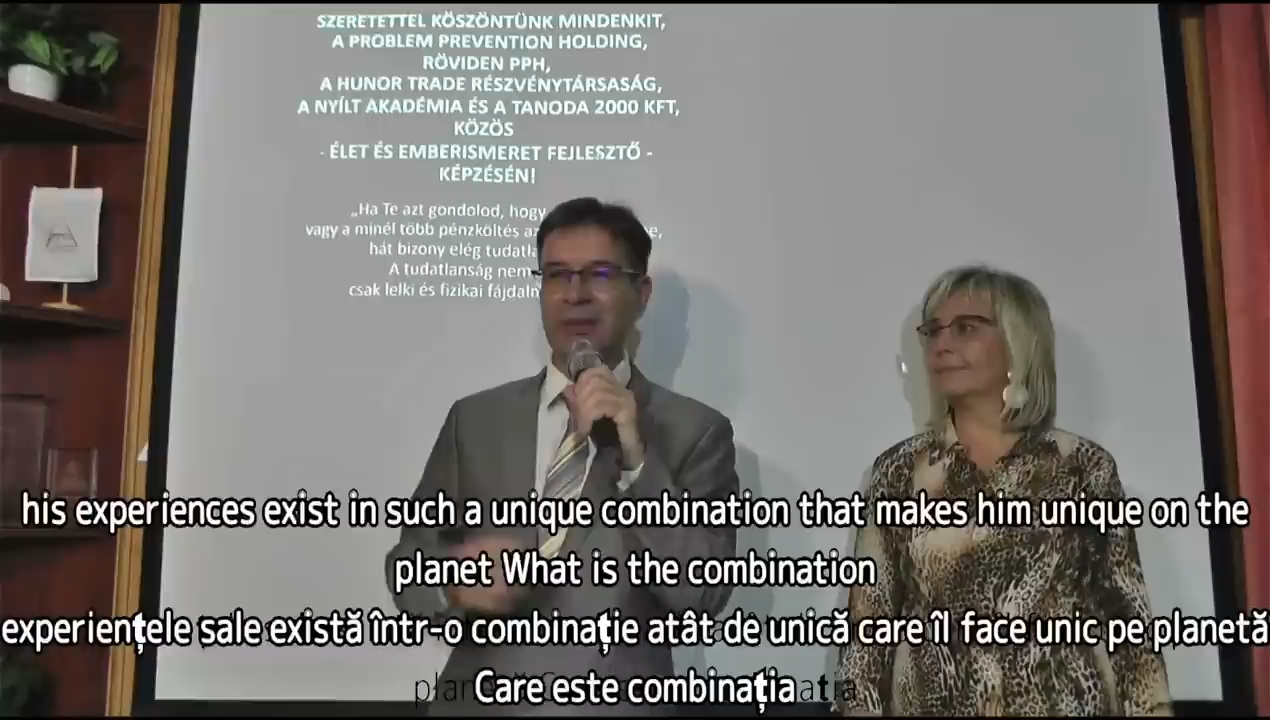 SZERETETTEL KÖSZÖNTÜNK MINDENKIT,
A PROBLEM PREVENTION HOLDING,
RÖVIDEN PPH,
A HUNOR TRADE RÉSZVÉNYTÁRSASÁG,
A NYÍLT AKADÉMIA ÉS A TANODA 2000 KFT,
KÖZÖS
- ÉLET ÉS EMBERISMERET FEJLESZTŐ -
KÉPZÉSÉN!
„Ha Te azt gondolod, hogy
vagy a minél több pénzköltés
hát bizony elég
A tudatlanság nem
csak lelki és fizikai
his experiences exist in such a unique combination that makes him unique on the
planet What is the combination
experiențele sale există într-o combinație atât de unică care îl face unic pe planetă
Care este combinația